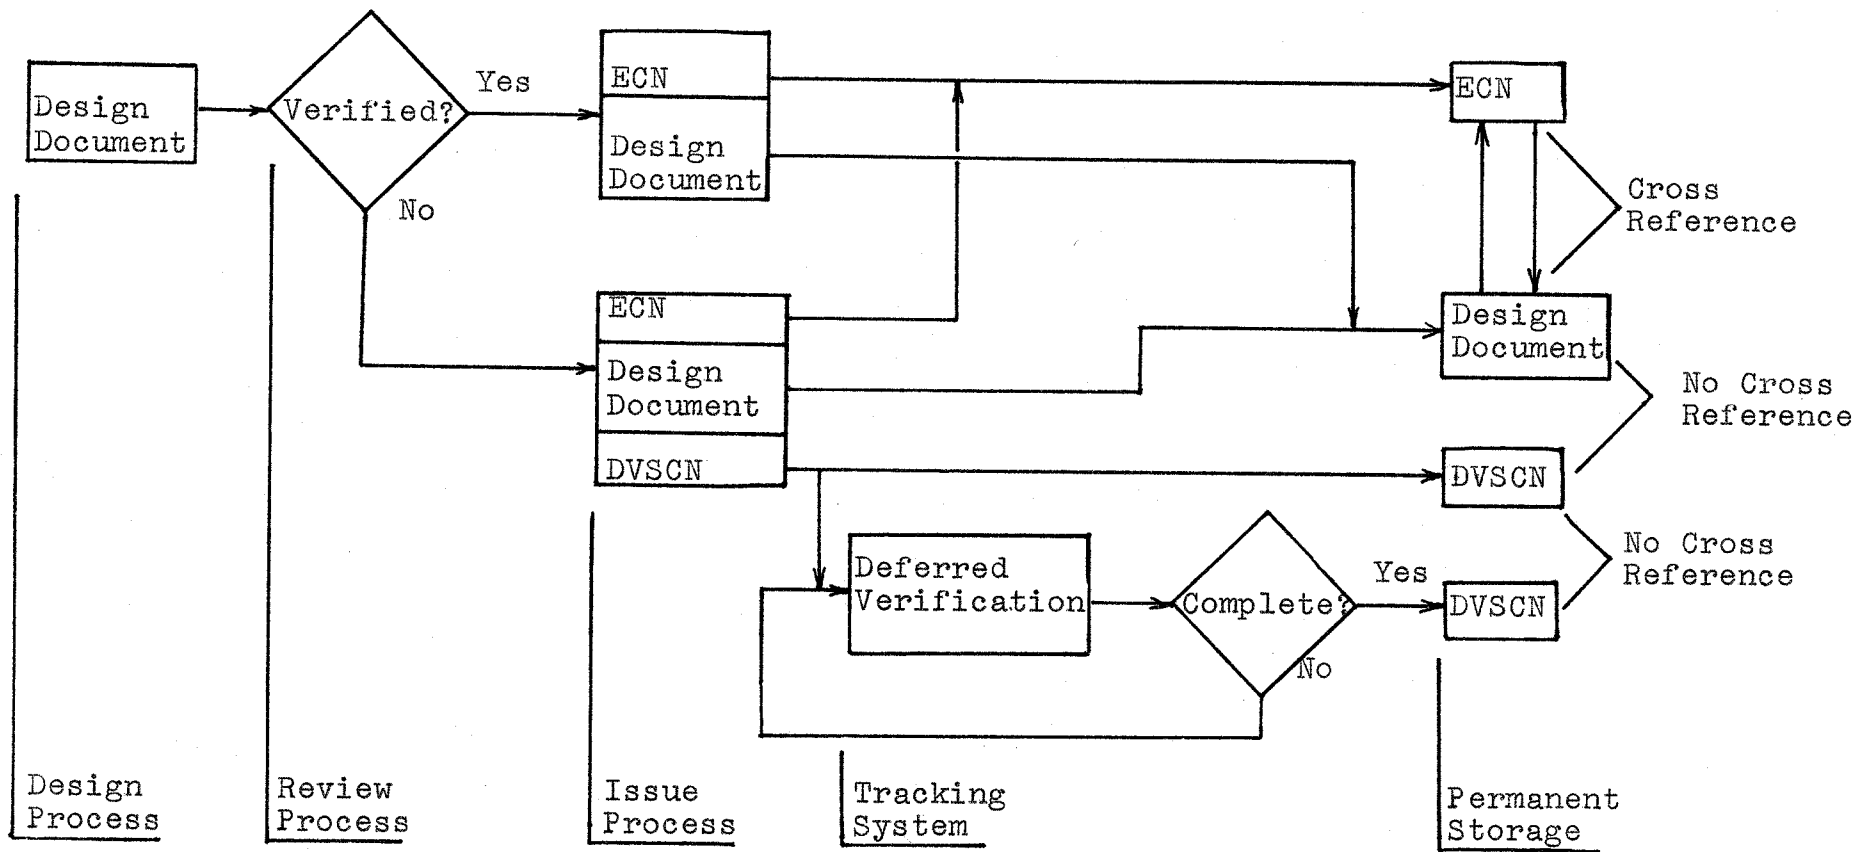 Design
Document
Verified?
Yes
No
ECN
Design
Document
ECN
Design
Document
DVSCN
ECN
Cross
Reference
Design
Document
No Cross
Reference
DVSCN
Deferred
Verification
Complete?
Yes
No
DVSCN
No Cross
Reference
Design
Process
Review
Process
Issue
Process
Tracking
System
Permanent
Storage